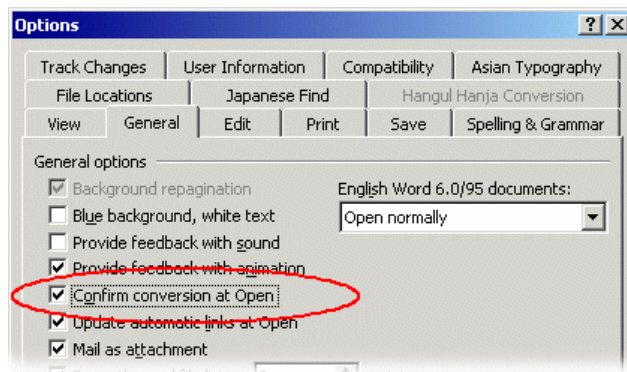 Options
Track Changes User Information Compatibility Asian Typography
File Locations Japanese Find Hangul Hanja Conversion
View General Edit Print Save Spelling & Grammar
General options
Background repagination English Word 6.0/95 documents:
Blue background, white text Open normally
Provide feedback with sound
Provide feedback with animation
Confirm conversion at Open
Update automatic links at Open
Mail as attachment